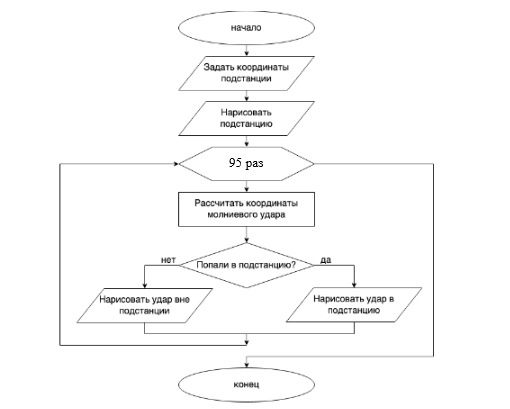 начало
Задать координаты
подстанции
Нарисовать
подстанцию
95 раз
Рассчитать координаты
молниевого удара
нет
Попали в подстанцию?
да
Нарисовать удар вне
подстанции
Нарисовать удар в
подстанцию
конец